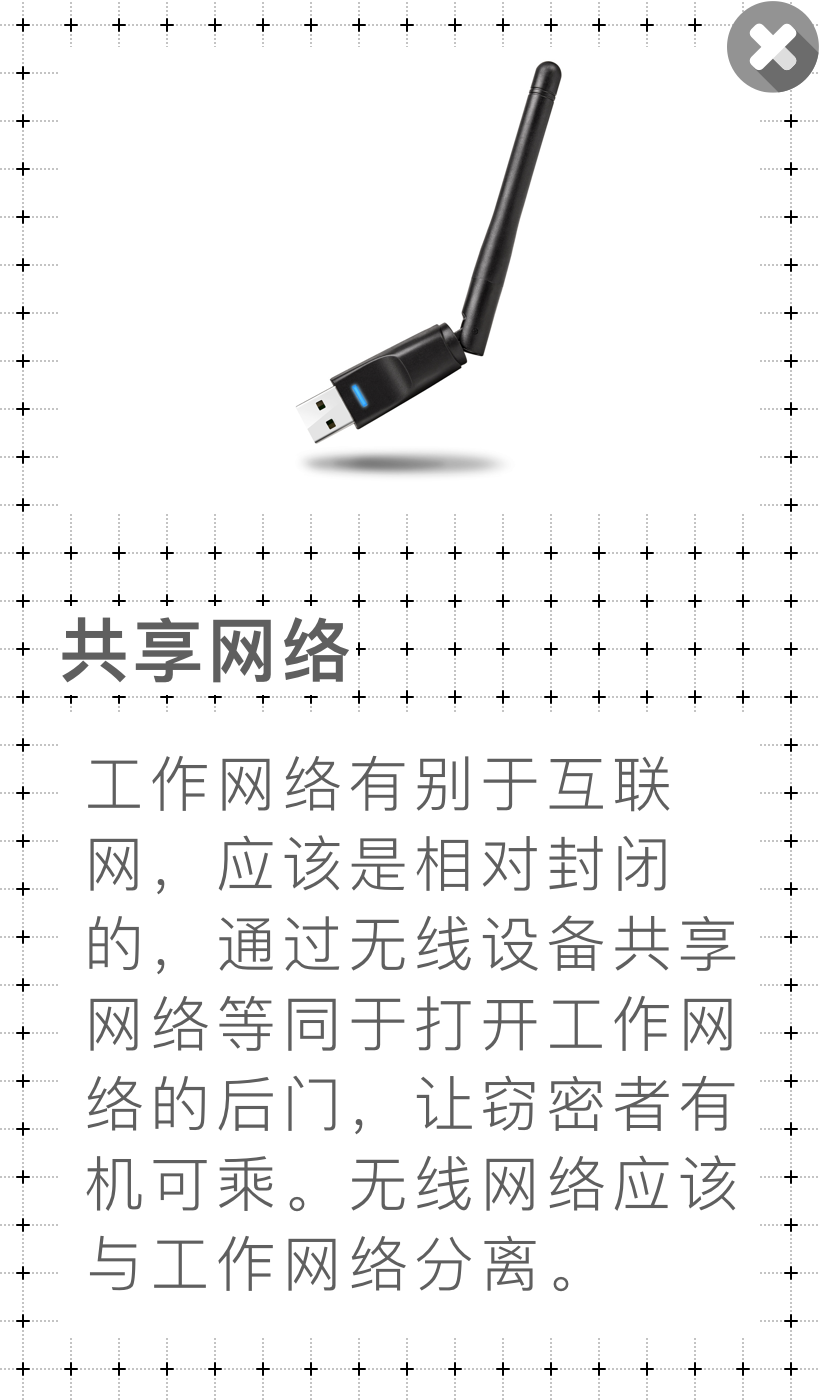 共享网络
工作网络有别于互联
网，应该是相对封闭
的，通过无线设备共享
网络等同于打开工作网
络的后门，让窃密者有
机可乘。无线网络应该
与工作网络分离。